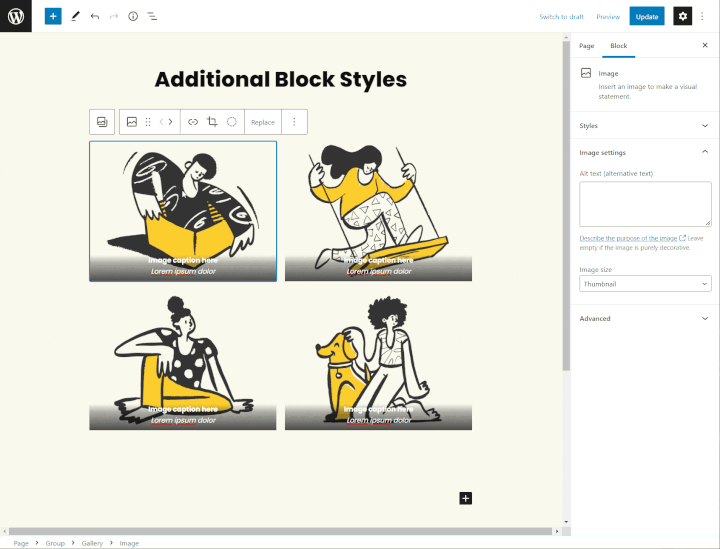 Switch to draft
Preview
Update
Page
Block
Additional Block Styles
Image
Insert an image to make a visual
statement.
Replace
Styles
Image settings
Alt text (alternative text)
Describe the purpose of the image
Leave
empty if the image is purely decorative.
Image size
Thumbnail
Advanced
Image caption here
Lorem ipsum dolor
Image caption here
Lorem ipsum dolor
Image caption here
Lorem ipsum dolor
Image caption here
Lorem ipsum dolor
Page
Group
Gallery
Image